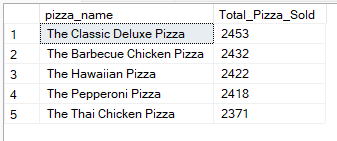 pizza_name Total_Pizza_Sold
1 The Classic Deluxe Pizza 2453
2 The Barbecue Chicken Pizza 2432
3 The Hawaiian Pizza 2422
4 The Pepperoni Pizza 2418
5 The Thai Chicken Pizza 2371